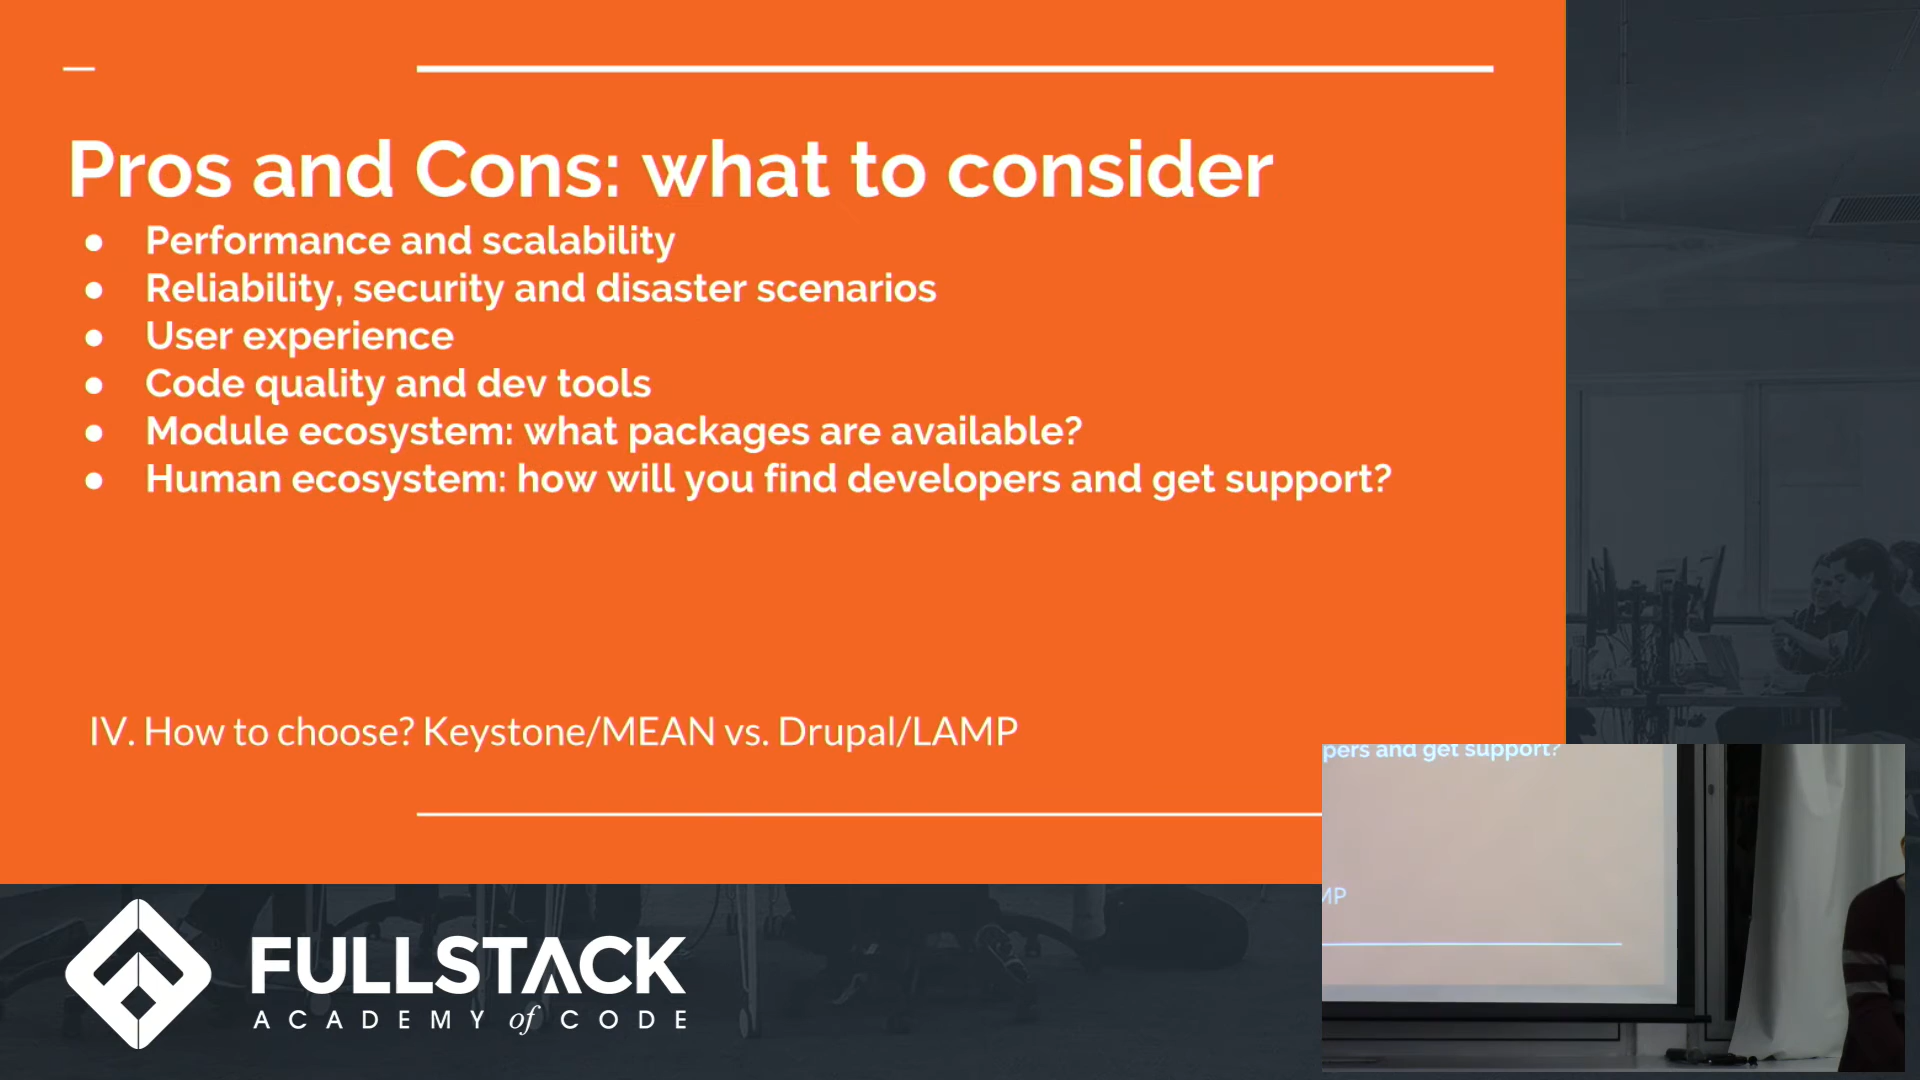 Pros and Cons: what to consider
● Performance and scalability
● Reliability, security and disaster scenarios
● User experience
● Code quality and dev tools
● Module ecosystem: what packages are available?
● Human ecosystem: how will you find developers and get support?
IV. How to choose? Keystone/MEAN vs. Drupal/LAMP
pers and get support?
MP
FULLSTACK
ACADEMY of CODE